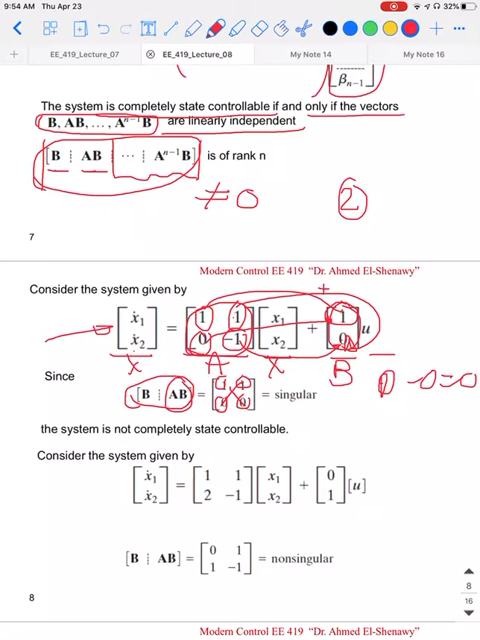 9:54 AM Thu Apr 23 32%
EE_419_Lecture_07 EE_419_Lecture_08 My Note 14 My Note 16
β n−1
The system is completely state controllable if and only if the vectors
B, AB, ..., A^n−1 B are linearly independent
[B ⋮ AB ⋮ ⋯ ⋮ A^n−1 B] is of rank n
≠ 0 2
7
Modern Control EE 419 "Dr. Ahmed El-Shenawy"
Consider the system given by
+
[ẋ1] = [1 1] [x1] + [1] u
[ẋ2] [0 −1] [x2] [0]
Ẋ A X B
0 − 0 = 0
Since
[B ⋮ AB] = [1 1; 0 0] = singular
the system is not completely state controllable.
Consider the system given by
[ẋ1] = [1 1] [x1] + [0] [u]
[ẋ2] [2 −1] [x2] [1]
[B ⋮ AB] = [0 1; 1 −1] = nonsingular
8
8
16
Modern Control EE 419 "Dr. Ahmed El-Shenawy"